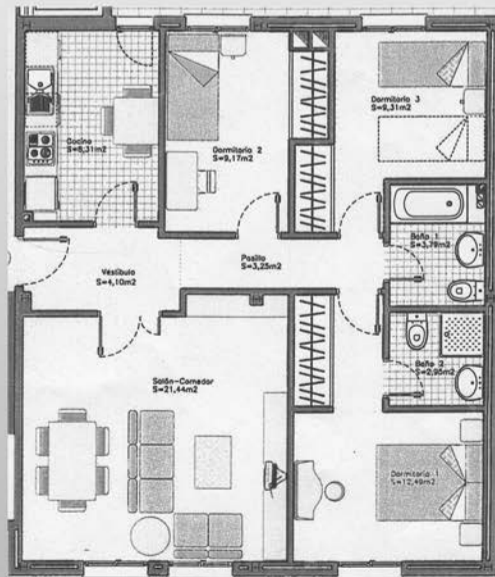 Cocina
S=8,31m2
Dormitorio 2
S=9,17m2
Dormitorio 3
S=9,31m2
Baño 1
S=3,79m2
Vestíbulo
S=4,10m2
Pasillo
S=3,25m2
Salón-Comedor
S=21,44m2
Baño 2
S=2,95m2
Dormitorio 1
S=12,49m2